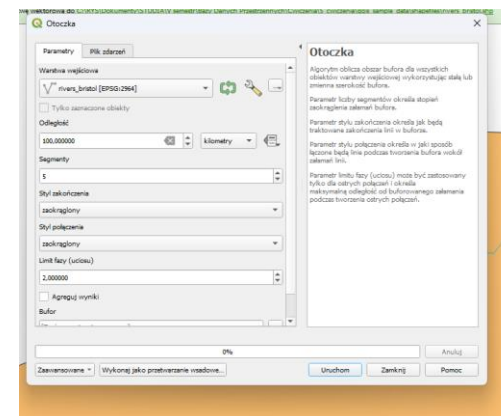 Otoczka
Parametry Plik zdarzeń
Warstwa wejściowa
rivers_bristol [EPSG:2964]
Tylko zaznaczone obiekty
Odległość
100,000000 kilometry
Segmenty
5
Styl zakończenia
zaokrąglony
Styl połączenia
zaokrąglony
Limit fazy (uciosu)
2,000000
Agreguj wyniki
Bufor
Otoczka
Algorytm oblicza obszar bufora dla wszystkich
obiektów warstwy wejściowej wykorzystując stałą lub
zmienna szerokość bufora.
Parametr liczby segmentów określa stopień
zaokrąglenia załamań bufora.
Parametr stylu zakończenia określa jak będą
traktowane zakończenia linii w buforze.
Parametr stylu połączenia określa w jaki sposób
łączone będą linie podczas tworzenia bufora wokół
załamań linii.
Parametr limitu fazy (uciosu) może być zastosowany
tylko dla ostrych połączeń i określa
maksymalną odległość od buforowanego załamania
podczas tworzenia ostrych połączeń.
0%
Anuluj
Zaawansowane Wykonaj jako przetwarzanie wsadowe...
Uruchom Zamknij Pomoc